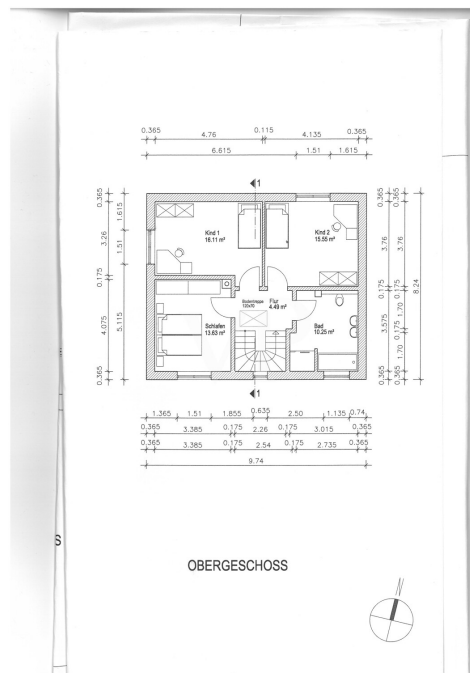 0.365 4.76 0.115 4.135 0.365
6.615 1.51 1.615
1
0.365 3.26 0.175 4.075 0.365
1.615 1.51 5.115
Kind 1
16.11 m²
Kind 2
15.55 m²
Bodentreppe
120x70
Flur
4.49 m²
Schlafen
13.63 m²
Bad
10.25 m²
0.365 3.76 0.175 3.575 0.365
0.365 3.76 0.175 1.70 0.175 1.70 0.365
8.24
1
1.365 1.51 1.855 0.635 2.50 1.135 0.74
0.365 3.385 0.175 2.26 0.175 3.015 0.365
0.365 3.385 0.175 2.54 0.175 2.735 0.365
9.74
S
OBERGESCHOSS
N